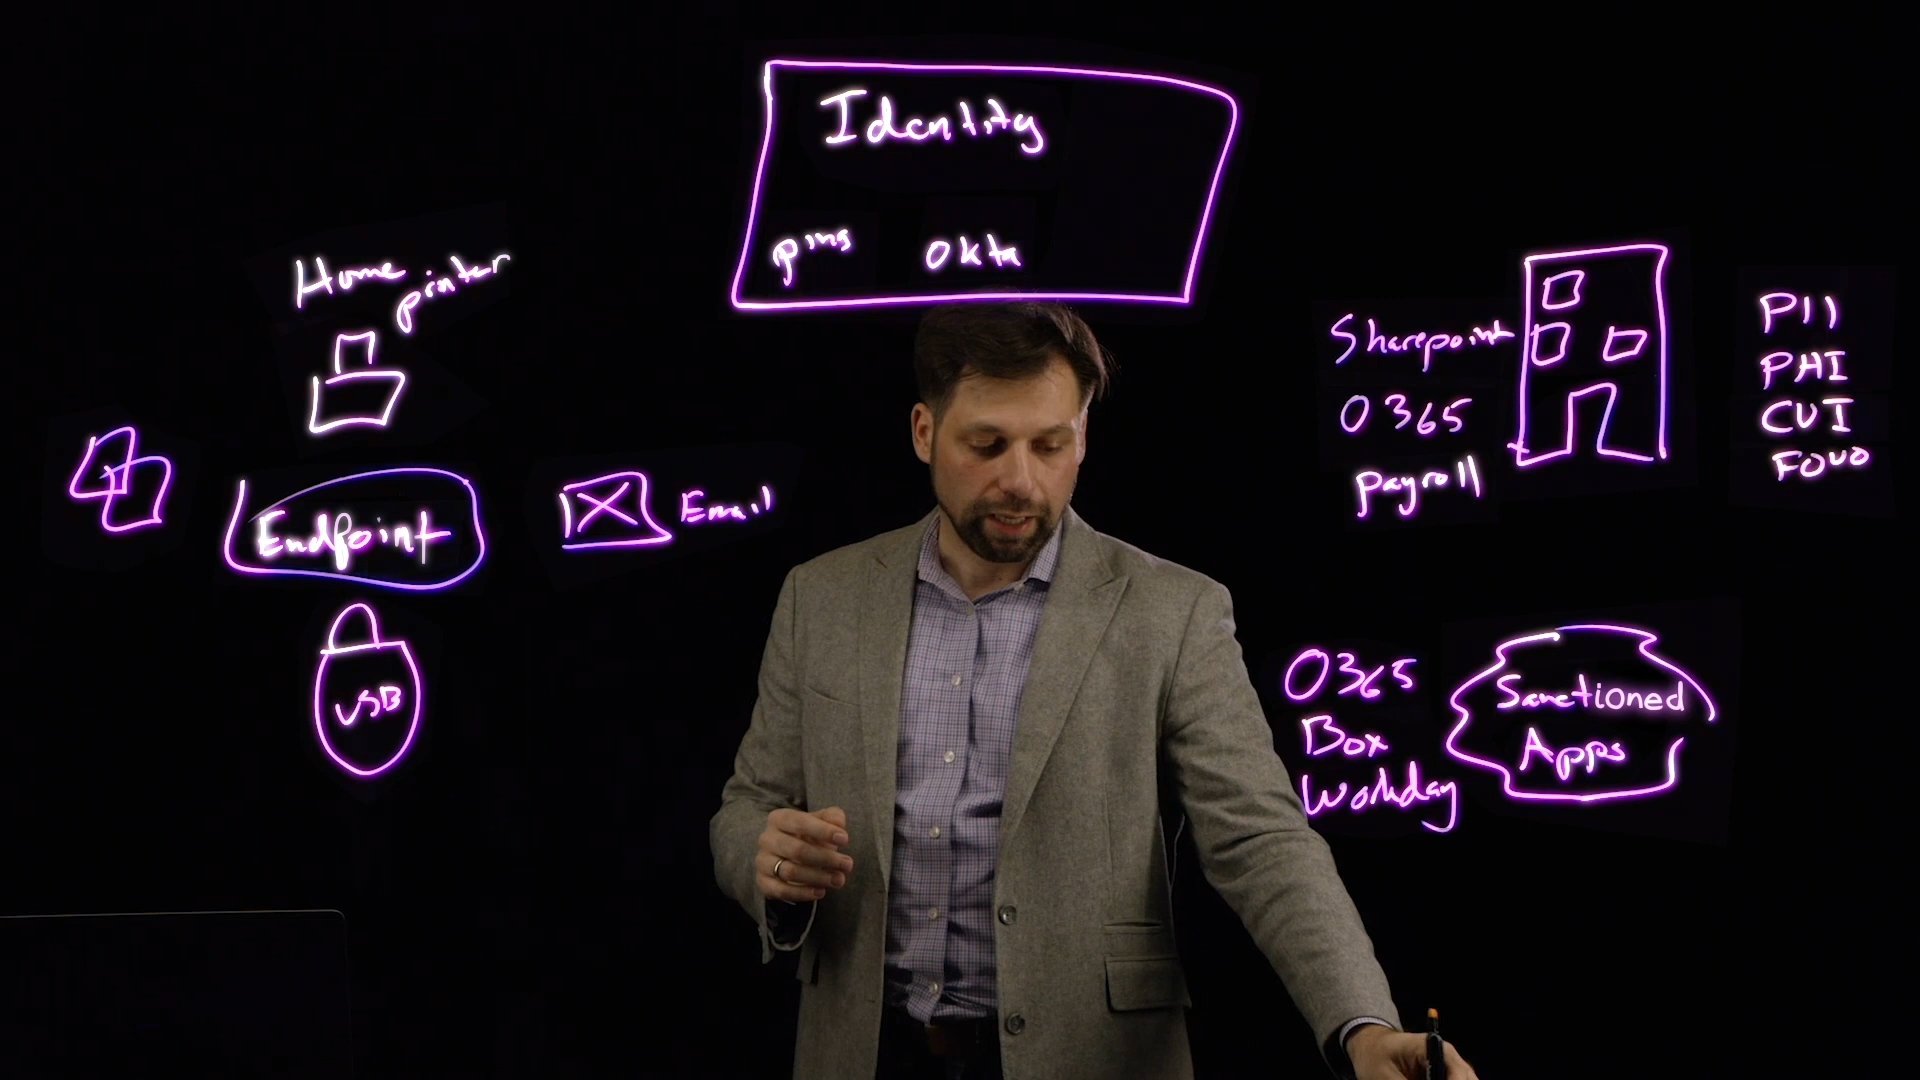 Identity
ping okta
Home
printer
Endpoint
Email
USB
Sharepoint
O365
payroll
PII
PHI
CUI
FOUO
O365
Box
Workday
Sanctioned
Apps